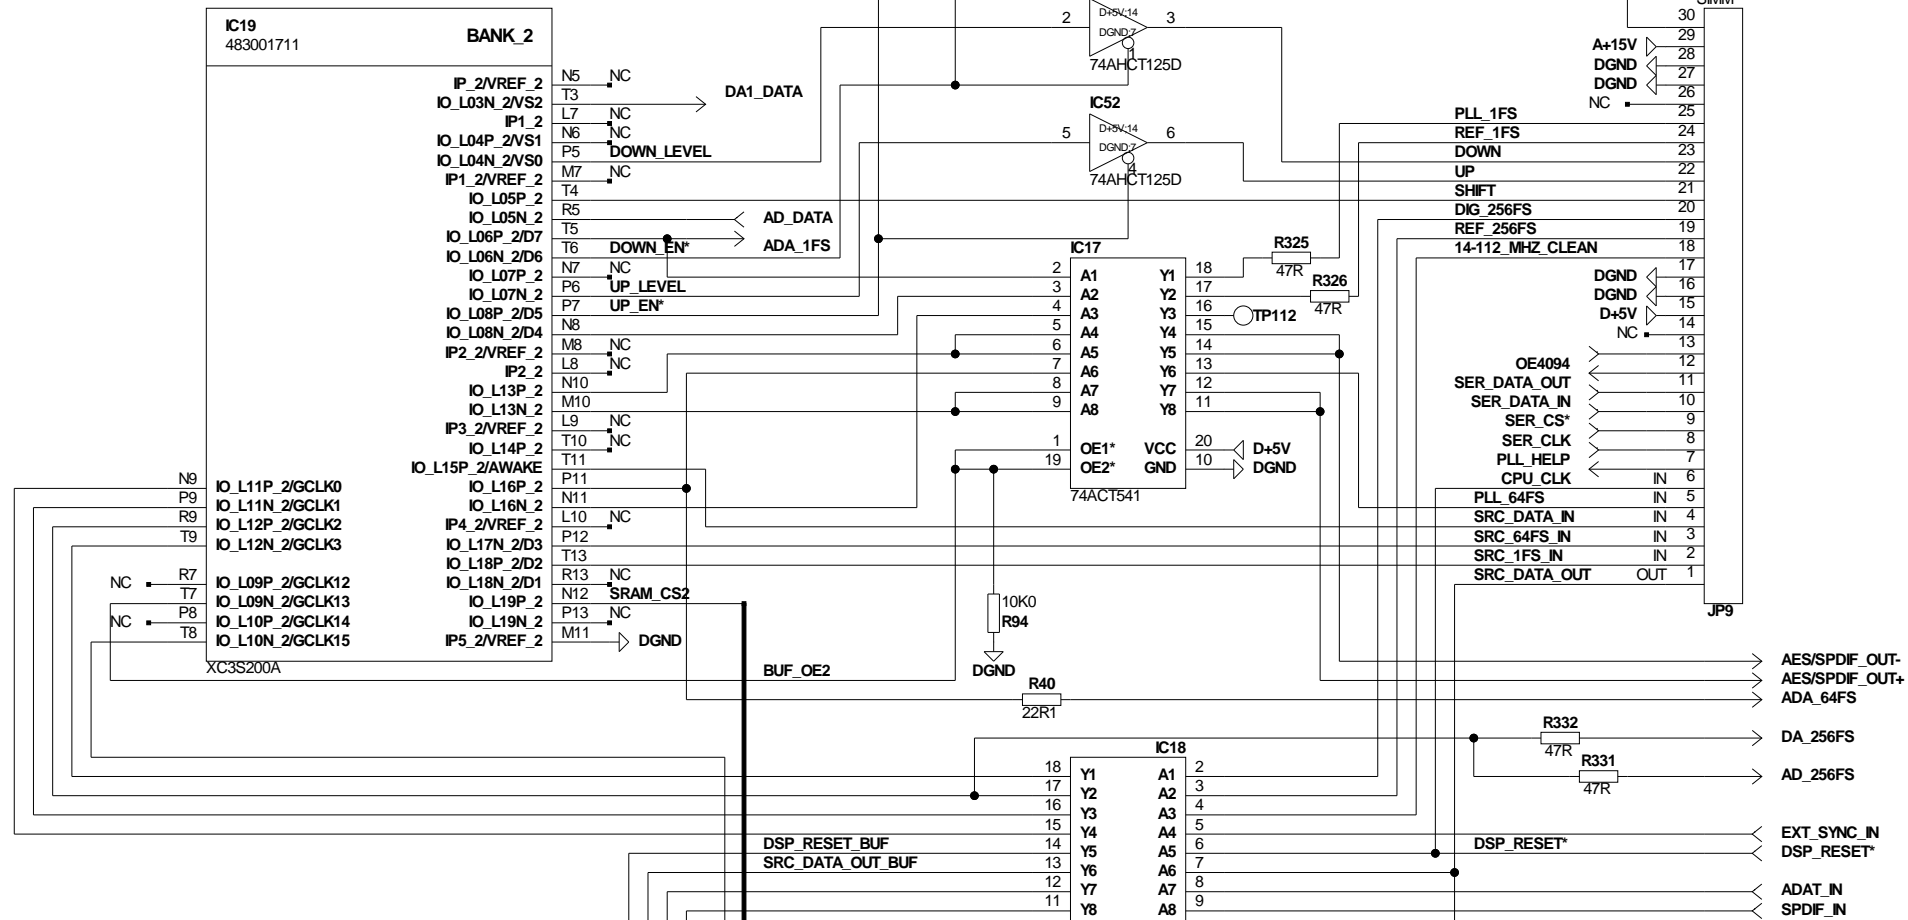 IC19
483001711
BANK_2
IP_2/VREF_2 N5 NC
IO_L03N_2/VS2 T3 DA1_DATA
IP1_2 L7 NC
IO_L04P_2/VS1 N6 NC
IO_L04N_2/VS0 P5 DOWN_LEVEL
IP1_2/VREF_2 M7 NC
IO_L05P_2 T4
IO_L05N_2 R5 AD_DATA
IO_L06P_2/D7 T5 ADA_1FS
IO_L06N_2/D6 T6 DOWN_EN*
IO_L07P_2 N7 NC
IO_L07N_2 P6 UP_LEVEL
IO_L08P_2/D5 P7 UP_EN*
IO_L08N_2/D4 N8
IP2_2/VREF_2 M8 NC
IP2_2 L8 NC
IO_L13P_2 N10
IO_L13N_2 M10
IP3_2/VREF_2 L9 NC
IO_L14P_2 T10 NC
IO_L15P_2/AWAKE T11
IO_L16P_2 P11
IO_L16N_2 N11
IP4_2/VREF_2 L10 NC
IO_L17N_2/D3 P12
IO_L18P_2/D2 T13
IO_L18N_2/D1 R13 NC
IO_L19P_2 N12 SRAM_CS2
IO_L19N_2 P13 NC
IP5_2/VREF_2 M11 DGND
N9 IO_L11P_2/GCLK0
P9 IO_L11N_2/GCLK1
R9 IO_L12P_2/GCLK2
T9 IO_L12N_2/GCLK3
NC R7 IO_L09P_2/GCLK12
T7 IO_L09N_2/GCLK13
NC P8 IO_L10P_2/GCLK14
T8 IO_L10N_2/GCLK15
XC3S200A
2 D+5V:14 3
DGND:7
1
74AHCT125D
IC52
5 D+5V:14 6
DGND:7
4
74AHCT125D
IC17
2 A1 Y1 18
3 A2 Y2 17
4 A3 Y3 16 TP112
5 A4 Y4 15
6 A5 Y5 14
7 A6 Y6 13
8 A7 Y7 12
9 A8 Y8 11
1 OE1* VCC 20 D+5V
19 OE2* GND 10 DGND
74ACT541
R325
47R
R326
47R
10K0
R94
DGND
BUF_OE2
R40
22R1
SIMM
30
A+15V 29
DGND 28
DGND 27
NC 26
PLL_1FS 25
REF_1FS 24
DOWN 23
UP 22
SHIFT 21
DIG_256FS 20
REF_256FS 19
14-112_MHZ_CLEAN 18
DGND 17
DGND 16
D+5V 15
NC 14
13
OE4094 12
SER_DATA_OUT 11
SER_DATA_IN 10
SER_CS* 9
SER_CLK 8
PLL_HELP 7
CPU_CLK IN 6
PLL_64FS IN 5
SRC_DATA_IN IN 4
SRC_64FS_IN IN 3
SRC_1FS_IN IN 2
SRC_DATA_OUT OUT 1
JP9
AES/SPDIF_OUT-
AES/SPDIF_OUT+
ADA_64FS
R332
47R
DA_256FS
R331
47R
AD_256FS
IC18
18 Y1 A1 2
17 Y2 A2 3
16 Y3 A3 4
15 Y4 A4 5 EXT_SYNC_IN
DSP_RESET_BUF 14 Y5 A5 6 DSP_RESET* DSP_RESET*
SRC_DATA_OUT_BUF 13 Y6 A6 7
12 Y7 A7 8 ADAT_IN
11 Y8 A8 9 SPDIF_IN